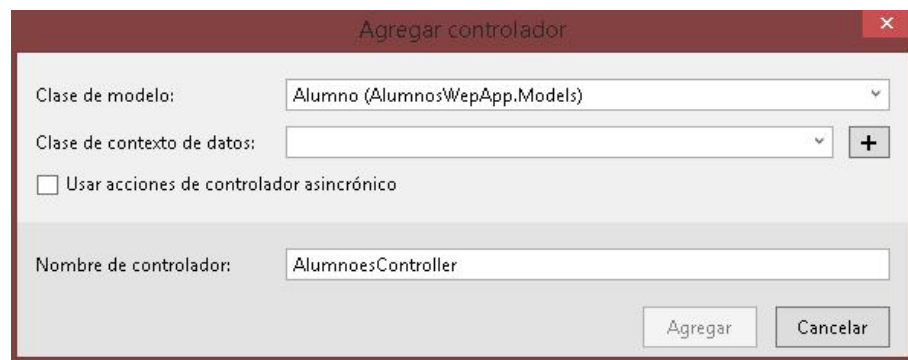 Agregar controlador
Clase de modelo: Alumno (AlumnosWepApp.Models)
Clase de contexto de datos:
Usar acciones de controlador asincrónico
Nombre de controlador: AlumnoesController
Agregar Cancelar